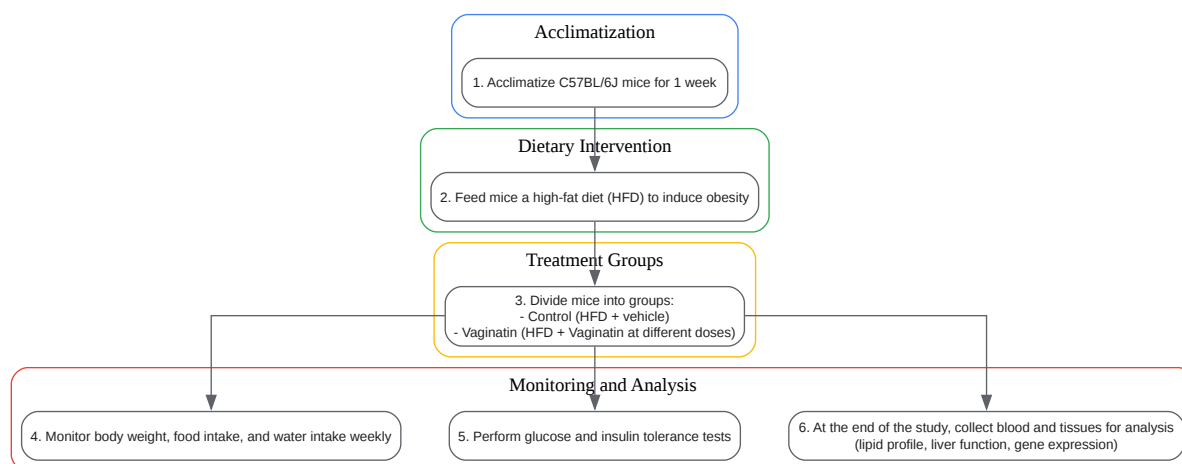 Acclimatization
1. Acclimatize C57BL/6J mice for 1 week
Dietary Intervention
2. Feed mice a high-fat diet (HFD) to induce obesity
Treatment Groups
3. Divide mice into groups:
- Control (HFD + vehicle)
- Vaginatin (HFD + Vaginatin at different doses)
Monitoring and Analysis
4. Monitor body weight, food intake, and water intake weekly
5. Perform glucose and insulin tolerance tests
6. At the end of the study, collect blood and tissues for analysis
(lipid profile, liver function, gene expression)